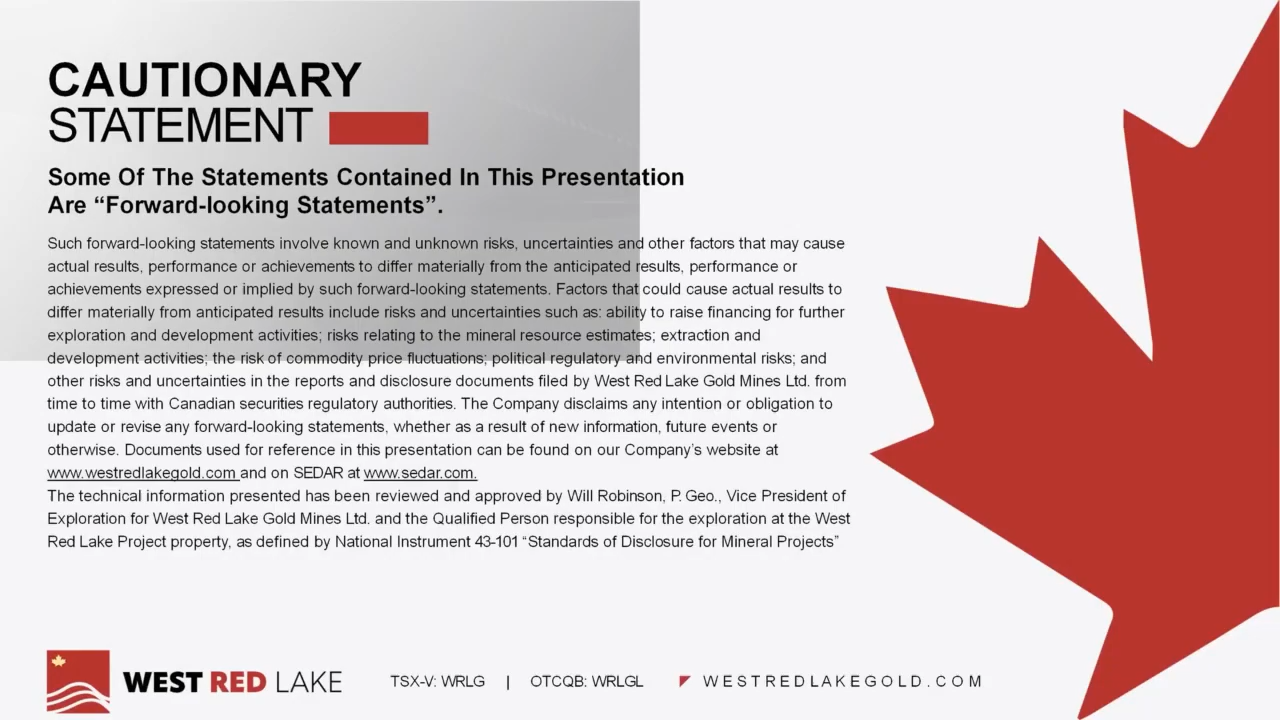 CAUTIONARY
STATEMENT
Some Of The Statements Contained In This Presentation
Are “Forward-looking Statements”.
Such forward-looking statements involve known and unknown risks, uncertainties and other factors that may cause
actual results, performance or achievements to differ materially from the anticipated results, performance or
achievements expressed or implied by such forward-looking statements. Factors that could cause actual results to
differ materially from anticipated results include risks and uncertainties such as: ability to raise financing for further
exploration and development activities; risks relating to the mineral resource estimates; extraction and
development activities; the risk of commodity price fluctuations; political regulatory and environmental risks; and
other risks and uncertainties in the reports and disclosure documents filed by West Red Lake Gold Mines Ltd. from
time to time with Canadian securities regulatory authorities. The Company disclaims any intention or obligation to
update or revise any forward-looking statements, whether as a result of new information, future events or
otherwise. Documents used for reference in this presentation can be found on our Company’s website at
www.westredlakegold.com and on SEDAR at www.sedar.com.
The technical information presented has been reviewed and approved by Will Robinson, P. Geo., Vice President of
Exploration for West Red Lake Gold Mines Ltd. and the Qualified Person responsible for the exploration at the West
Red Lake Project property, as defined by National Instrument 43-101 “Standards of Disclosure for Mineral Projects”
WEST RED LAKE TSX-V: WRLG | OTCQB: WRLGL WESTREDLAKEGOLD.COM